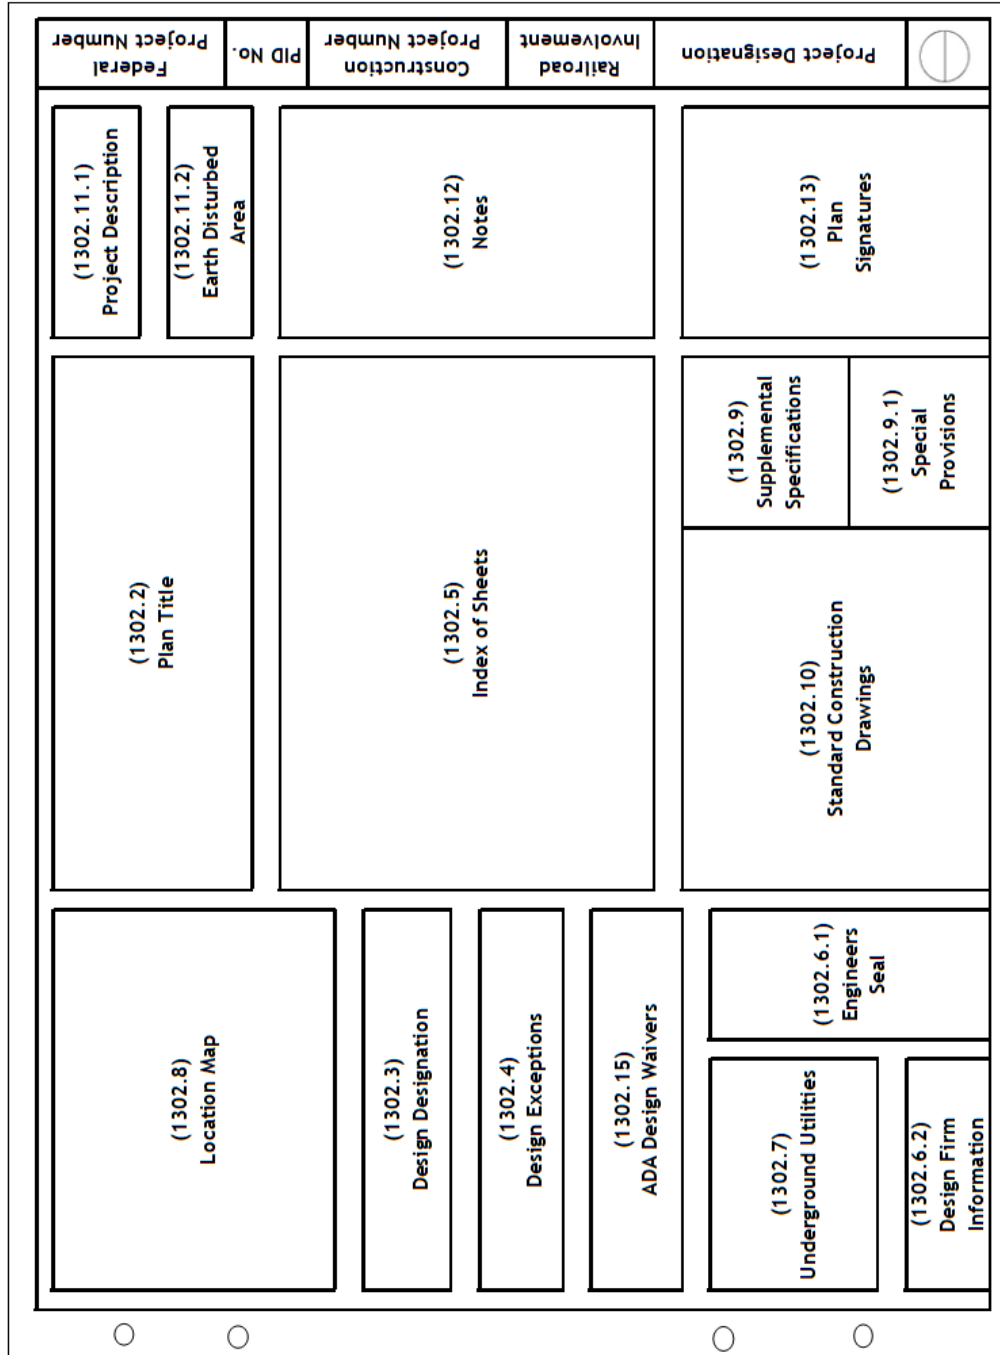 (1302.8)
Location Map
(1302.3)
Design Designation
(1302.4)
Design Exceptions
(1302.15)
ADA Design Waivers
(1302.7)
Underground Utilities
(1302.6.2)
Design Firm
Information
(1302.6.1)
Engineers
Seal
(1302.2)
Plan Title
(1302.5)
Index of Sheets
(1302.10)
Standard Construction
Drawings
(1302.9)
Supplemental
Specifications
(1302.9.1)
Special
Provisions
(1302.11.1)
Project Description
(1302.11.2)
Earth Disturbed
Area
(1302.12)
Notes
(1302.13)
Plan
Signatures
Federal
Project Number
PID No.
Construction
Project Number
Railroad
Involvement
Project Designation